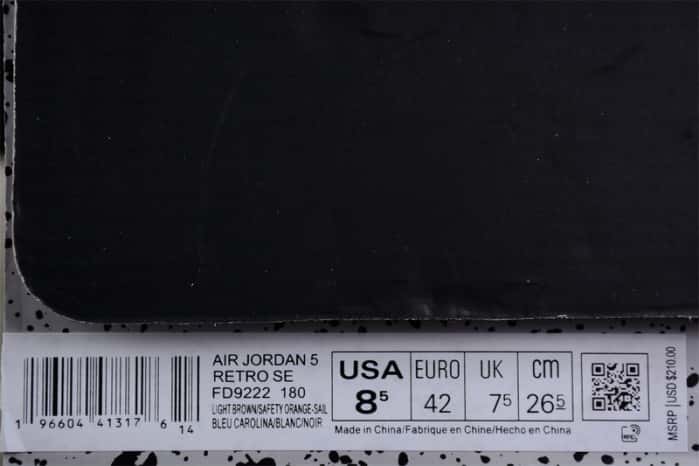 AIR JORDAN 5
RETRO SE
FD9222 180
LIGHT BROWN/SAFETY ORANGE-SAIL
BLEU CAROLINA/BLANC/NOIR
1 96604 41317 6 14
USA EURO UK cm
8⁵ 42 7⁵ 26⁵
Made in China/Fabrique en Chine/Hecho en China
MSRP | USD $210.00